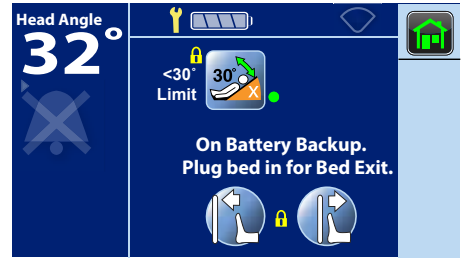 Head Angle
32°
<30°
Limit
30°
X
On Battery Backup.
Plug bed in for Bed Exit.